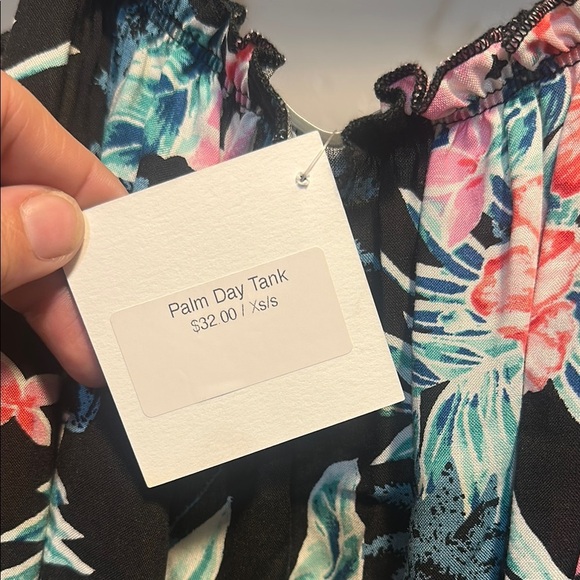 Palm Day Tank
$32.00 / Xs/s